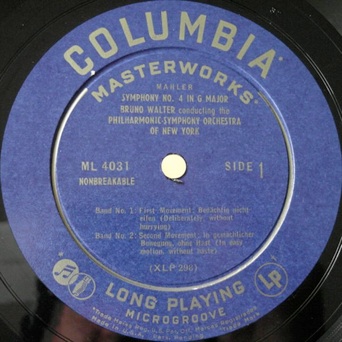 COLUMBIA
MASTERWORKS
MAHLER
SYMPHONY NO. 4 IN G MAJOR
BRUNO WALTER conducting the
PHILHARMONIC-SYMPHONY ORCHESTRA
OF NEW YORK
ML 4031
SIDE 1
NONBREAKABLE
Band No. 1: First Movement; Bedächtig nicht
eilen (Deliberately, without
hurrying)
Band No. 2: Second Movement; In gemächlicher
Bewegung, ohne Hast (In easy
motion, without haste)
(XLP 296)
LP
LONG PLAYING
MICROGROOVE